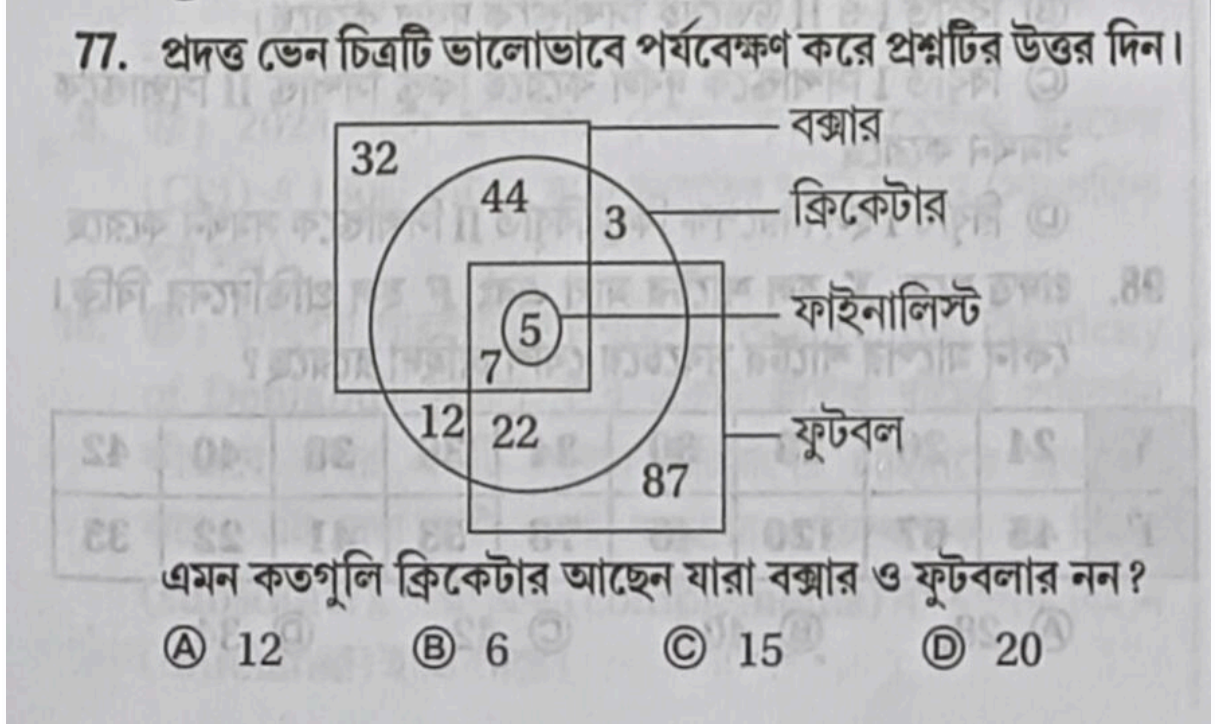 77. প্রদত্ত ভেন চিত্রটি ভালোভাবে পর্যবেক্ষণ করে প্রশ্নটির উত্তর দিন।
বক্সার
32
44
3
ক্রিকেটার
5
ফাইনালিস্ট
7
12 22
ফুটবল
87
এমন কতগুলি ক্রিকেটার আছেন যারা বক্সার ও ফুটবলার নন?
Ⓐ 12 Ⓑ 6 Ⓒ 15 Ⓓ 20